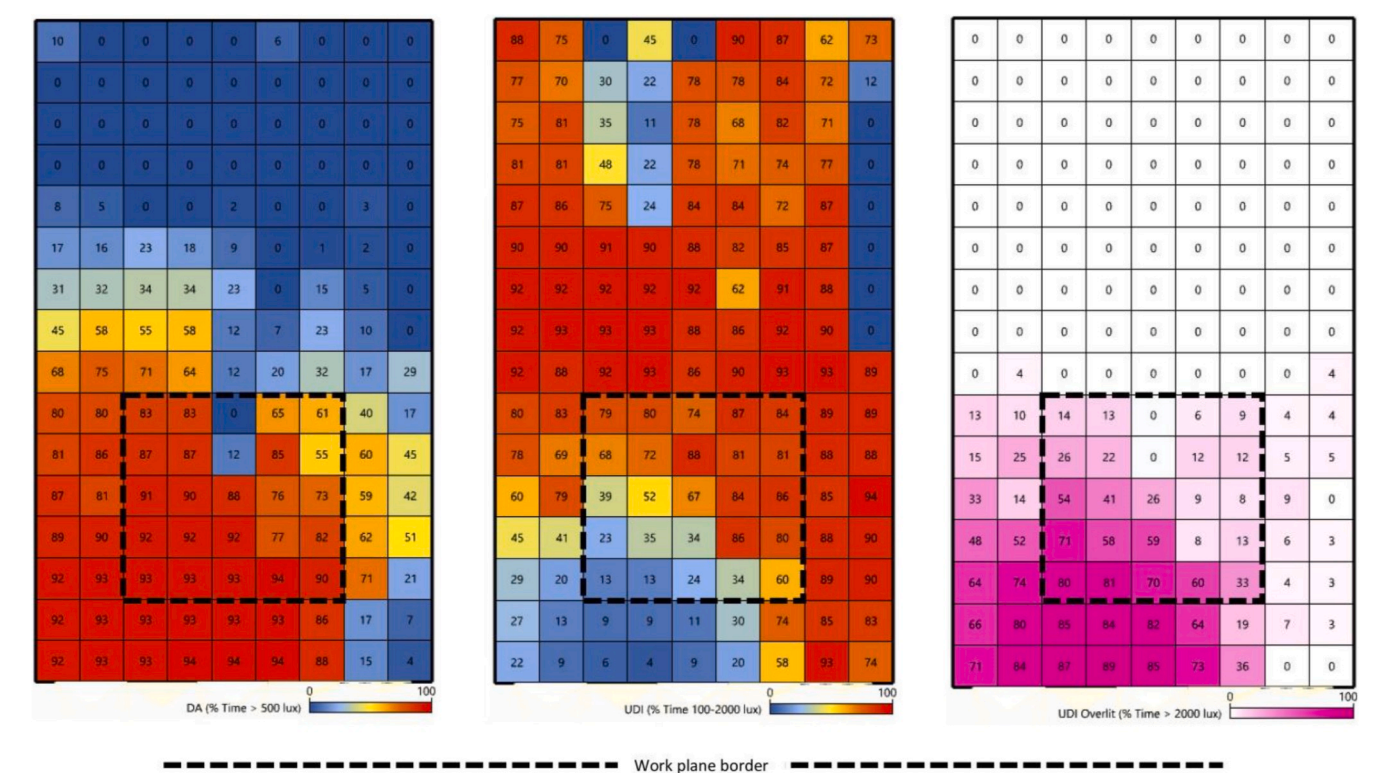 10 0 0 0 0 6 0 0 0
0 0 0 0 0 0 0 0 0
0 0 0 0 0 0 0 0 0
0 0 0 0 0 0 0 0 0
8 5 0 0 2 0 0 3 0
17 16 23 18 9 0 1 2 0
31 32 34 34 23 0 15 5 0
45 58 55 58 12 7 23 10 0
68 75 71 64 12 20 32 17 29
80 80 83 83 0 65 61 40 17
81 86 87 87 12 85 55 60 45
87 81 91 90 88 76 73 59 42
89 90 92 92 92 77 82 62 51
92 93 93 93 93 94 90 71 21
92 93 93 93 93 93 86 17 7
92 93 93 94 94 94 88 15 4
0 100
DA (% Time > 500 lux)
88 75 0 45 0 90 87 62 73
77 70 30 22 78 78 84 72 12
75 81 35 11 78 68 82 71 0
81 81 48 22 78 71 74 77 0
87 86 75 24 84 84 72 87 0
90 90 91 90 88 82 85 87 0
92 92 92 92 92 62 91 88 0
92 93 93 93 88 86 92 90 0
92 88 92 93 86 90 93 93 89
80 83 79 80 74 87 84 89 89
78 69 68 72 88 81 81 88 88
60 79 39 52 67 84 86 85 94
45 41 23 35 34 86 80 88 90
29 20 13 13 24 34 60 89 90
27 13 9 9 11 30 74 85 83
22 9 6 4 9 20 58 93 74
0 100
UDI (% Time 100-2000 lux)
0 0 0 0 0 0 0 0 0
0 0 0 0 0 0 0 0 0
0 0 0 0 0 0 0 0 0
0 0 0 0 0 0 0 0 0
0 0 0 0 0 0 0 0 0
0 0 0 0 0 0 0 0 0
0 0 0 0 0 0 0 0 0
0 0 0 0 0 0 0 0 0
0 4 0 0 0 0 0 0 4
13 10 14 13 0 6 9 4 4
15 25 26 22 0 12 12 5 5
33 14 54 41 26 9 8 9 0
48 52 71 58 59 8 13 6 3
64 74 80 81 70 60 33 4 3
66 80 85 84 82 64 19 7 3
71 84 87 89 85 73 36 0 0
0 100
UDI Overlit (% Time > 2000 lux)
Work plane border